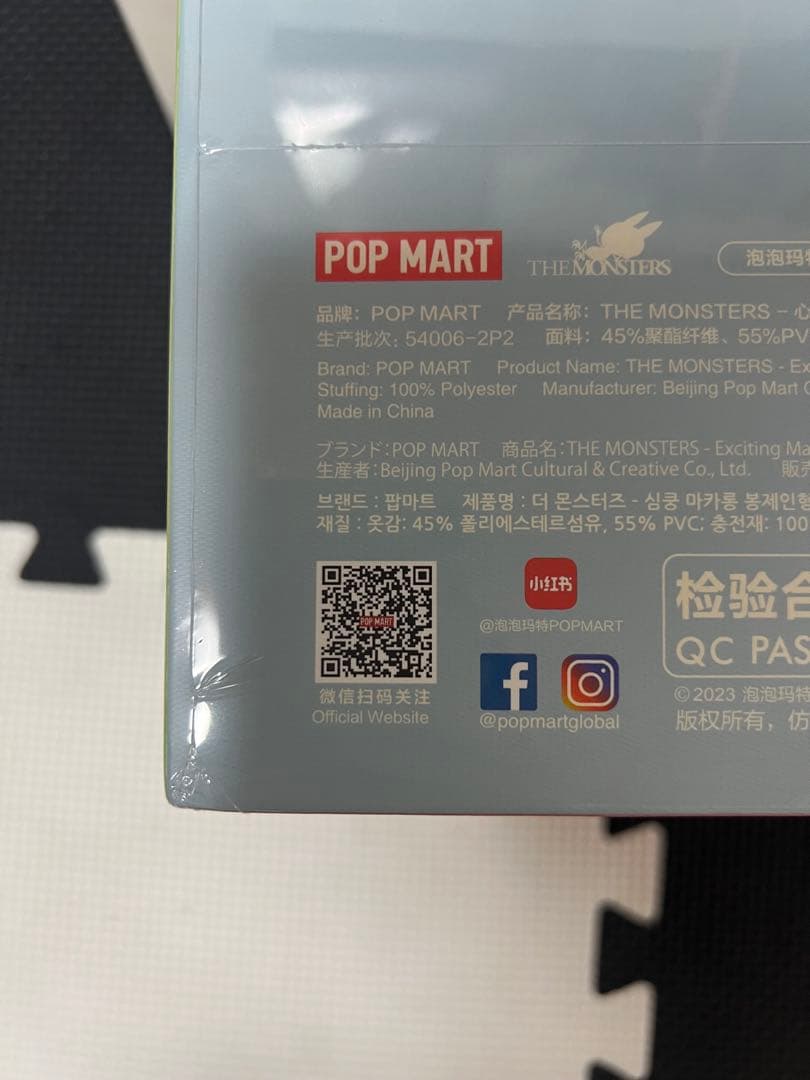 POP MART
THE MONSTERS
泡泡玛特
品牌：POP MART 产品名称：THE MONSTERS – 心
生产批次：54006-2P2 面料：45%聚酯纤维、55%PV
Brand: POP MART Product Name: THE MONSTERS - Ex
Stuffing: 100% Polyester Manufacturer: Beijing Pop Mart C
Made in China
ブランド：POP MART 商品名：THE MONSTERS - Exciting Ma
生産者：Beijing Pop Mart Cultural & Creative Co., Ltd. 販売
브랜드 : 팝마트 제품명 : 더 몬스터즈 - 심쿵 마카롱 봉제인형
재질 : 옷감: 45% 폴리에스테르섬유, 55% PVC; 충전재: 100
POP MART
微信扫码关注
Official Website
小红书
@泡泡玛特POPMART
@popmartglobal
检验合
QC PAS
©2023 泡泡玛特
版权所有，仿